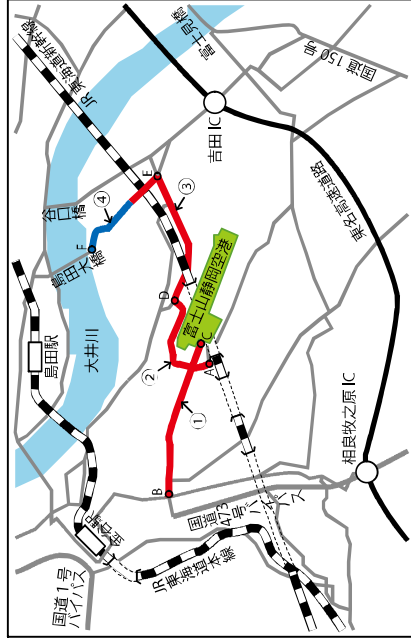 JR東海道新幹線
富士見橋
国道150号
吉田IC
東名高速道路
谷口橋
島田大橋
F
④
E
③
D
富士山静岡空港
C
A
②
①
B
島田駅
大井川
相良牧之原IC
国道473号バイパス
金谷駅
JR東海道本線
国道1号
バイパス